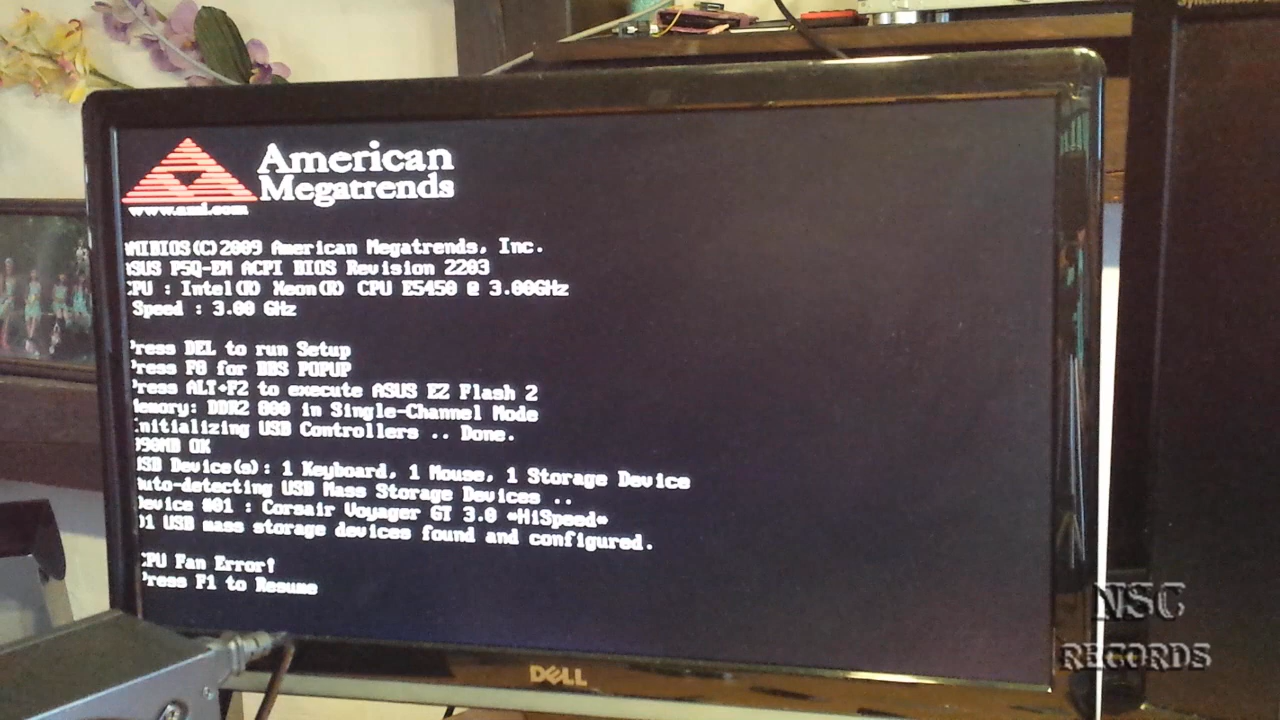 American
Megatrends
www.ami.com
AMIBIOS(C)2009 American Megatrends, Inc.
ASUS P5Q-EM ACPI BIOS Revision 2203
CPU : Intel(R) Xeon(R) CPU E5450 @ 3.00GHz
Speed : 3.00 GHz
Press DEL to run Setup
Press F8 for BBS POPUP
Press ALT+F2 to execute ASUS EZ Flash 2
Memory: DDR2 800 in Single-Channel Mode
Initializing USB Controllers .. Done.
990MB OK
USB Device(s): 1 Keyboard, 1 Mouse, 1 Storage Device
Auto-detecting USB Mass Storage Devices ..
Device #01 : Corsair Voyager GT 3.0 *HiSpeed*
01 USB mass storage devices found and configured.
CPU Fan Error!
Press F1 to Resume
DELL
NSC
RECORDS